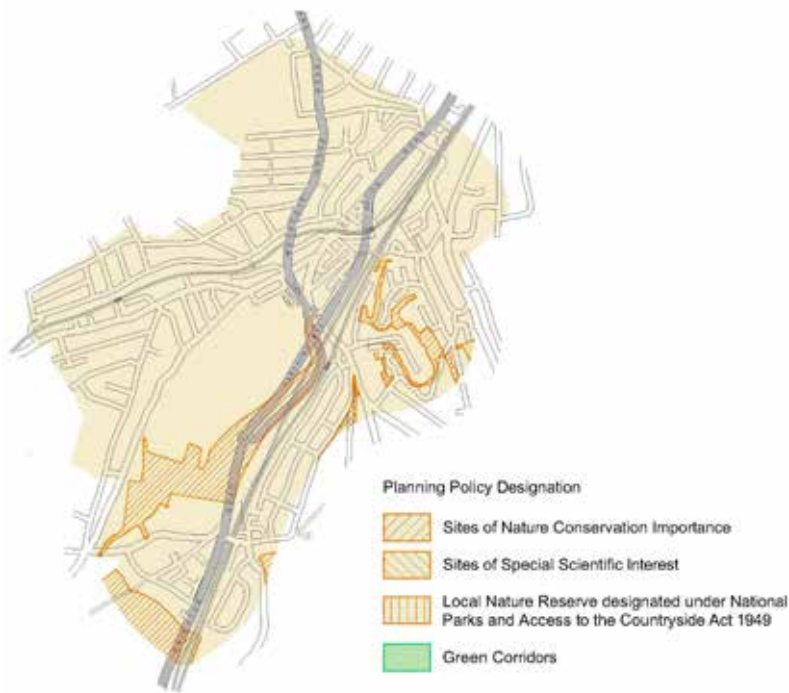 Planning Policy Designation
Sites of Nature Conservation Importance
Sites of Special Scientific Interest
Local Nature Reserve designated under National
Parks and Access to the Countryside Act 1949
Green Corridors